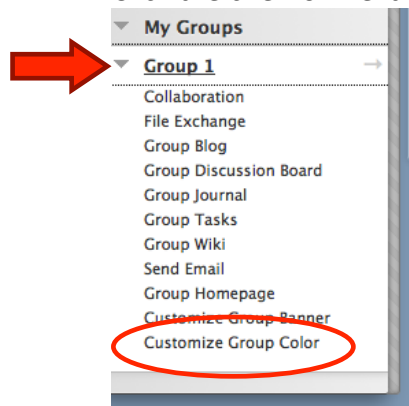 My Groups
Group 1
Collaboration
File Exchange
Group Blog
Group Discussion Board
Group Journal
Group Tasks
Group Wiki
Send Email
Group Homepage
Customize Group Banner
Customize Group Color